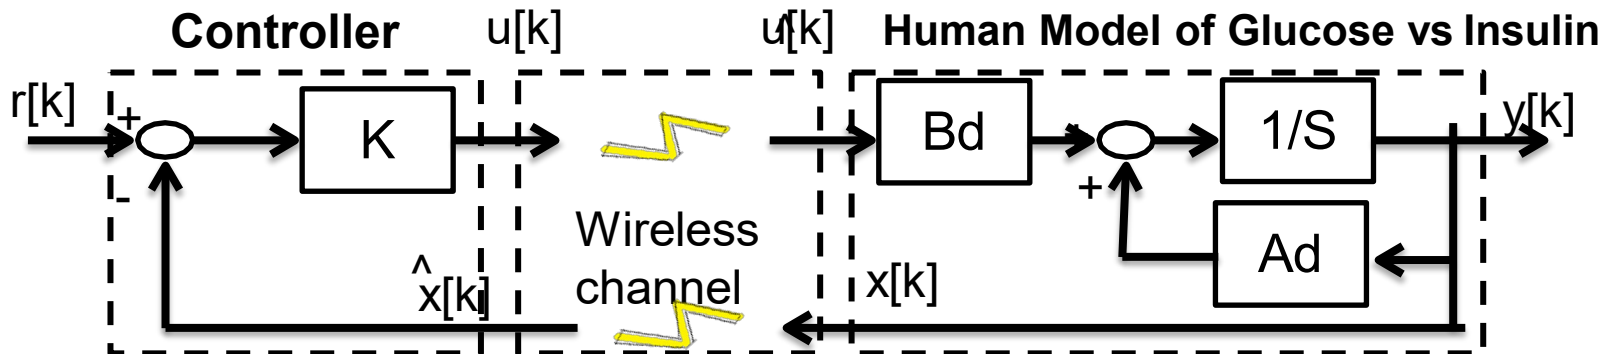 Controller
u[k]
û[k]
Human Model of Glucose vs Insulin
r[k]
+
K
Bd
+
1/S
y[k]
-
+
Wireless
channel
Ad
x̂[k]
x[k]